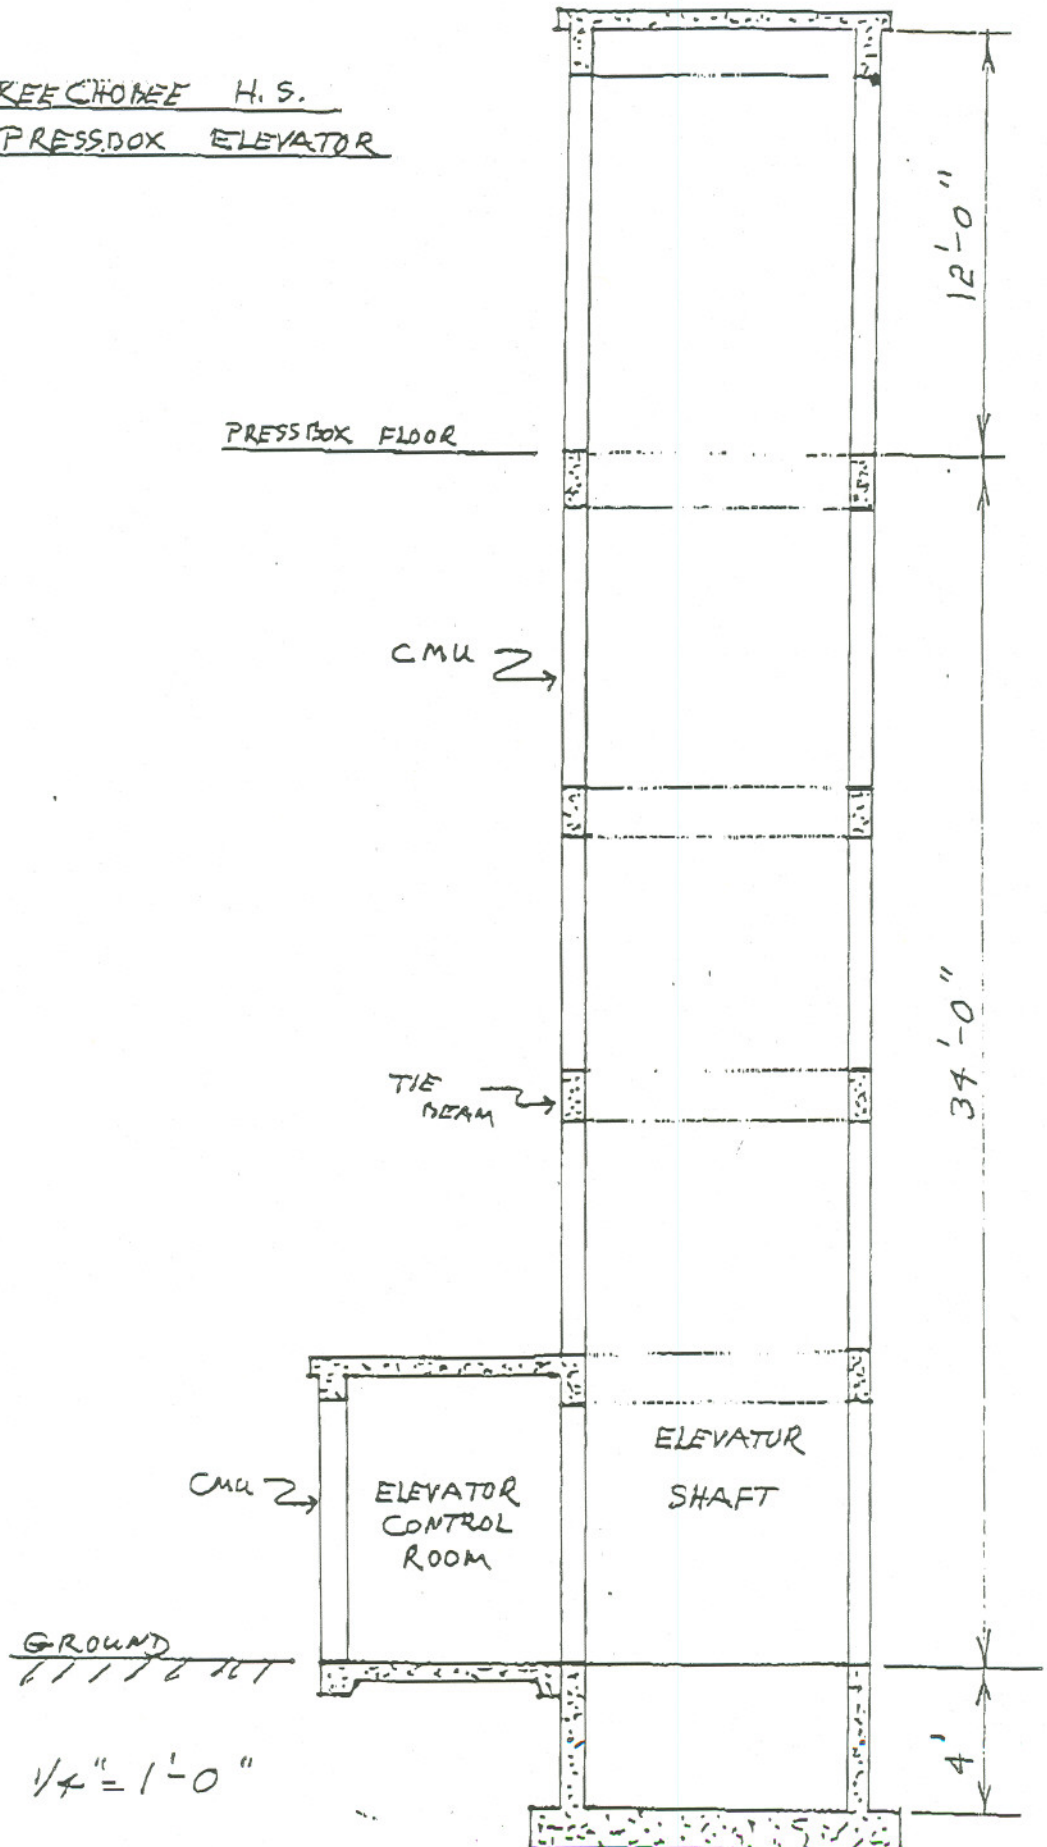 H. S.
PRESSBOX ELEVATOR
12'-0"
PRESSBOX FLOOR
CMU
34'-0"
TIE
BEAM
ELEVATOR
SHAFT
CMU
ELEVATOR
CONTROL
ROOM
GROUND
4'
1/4" = 1'-0"